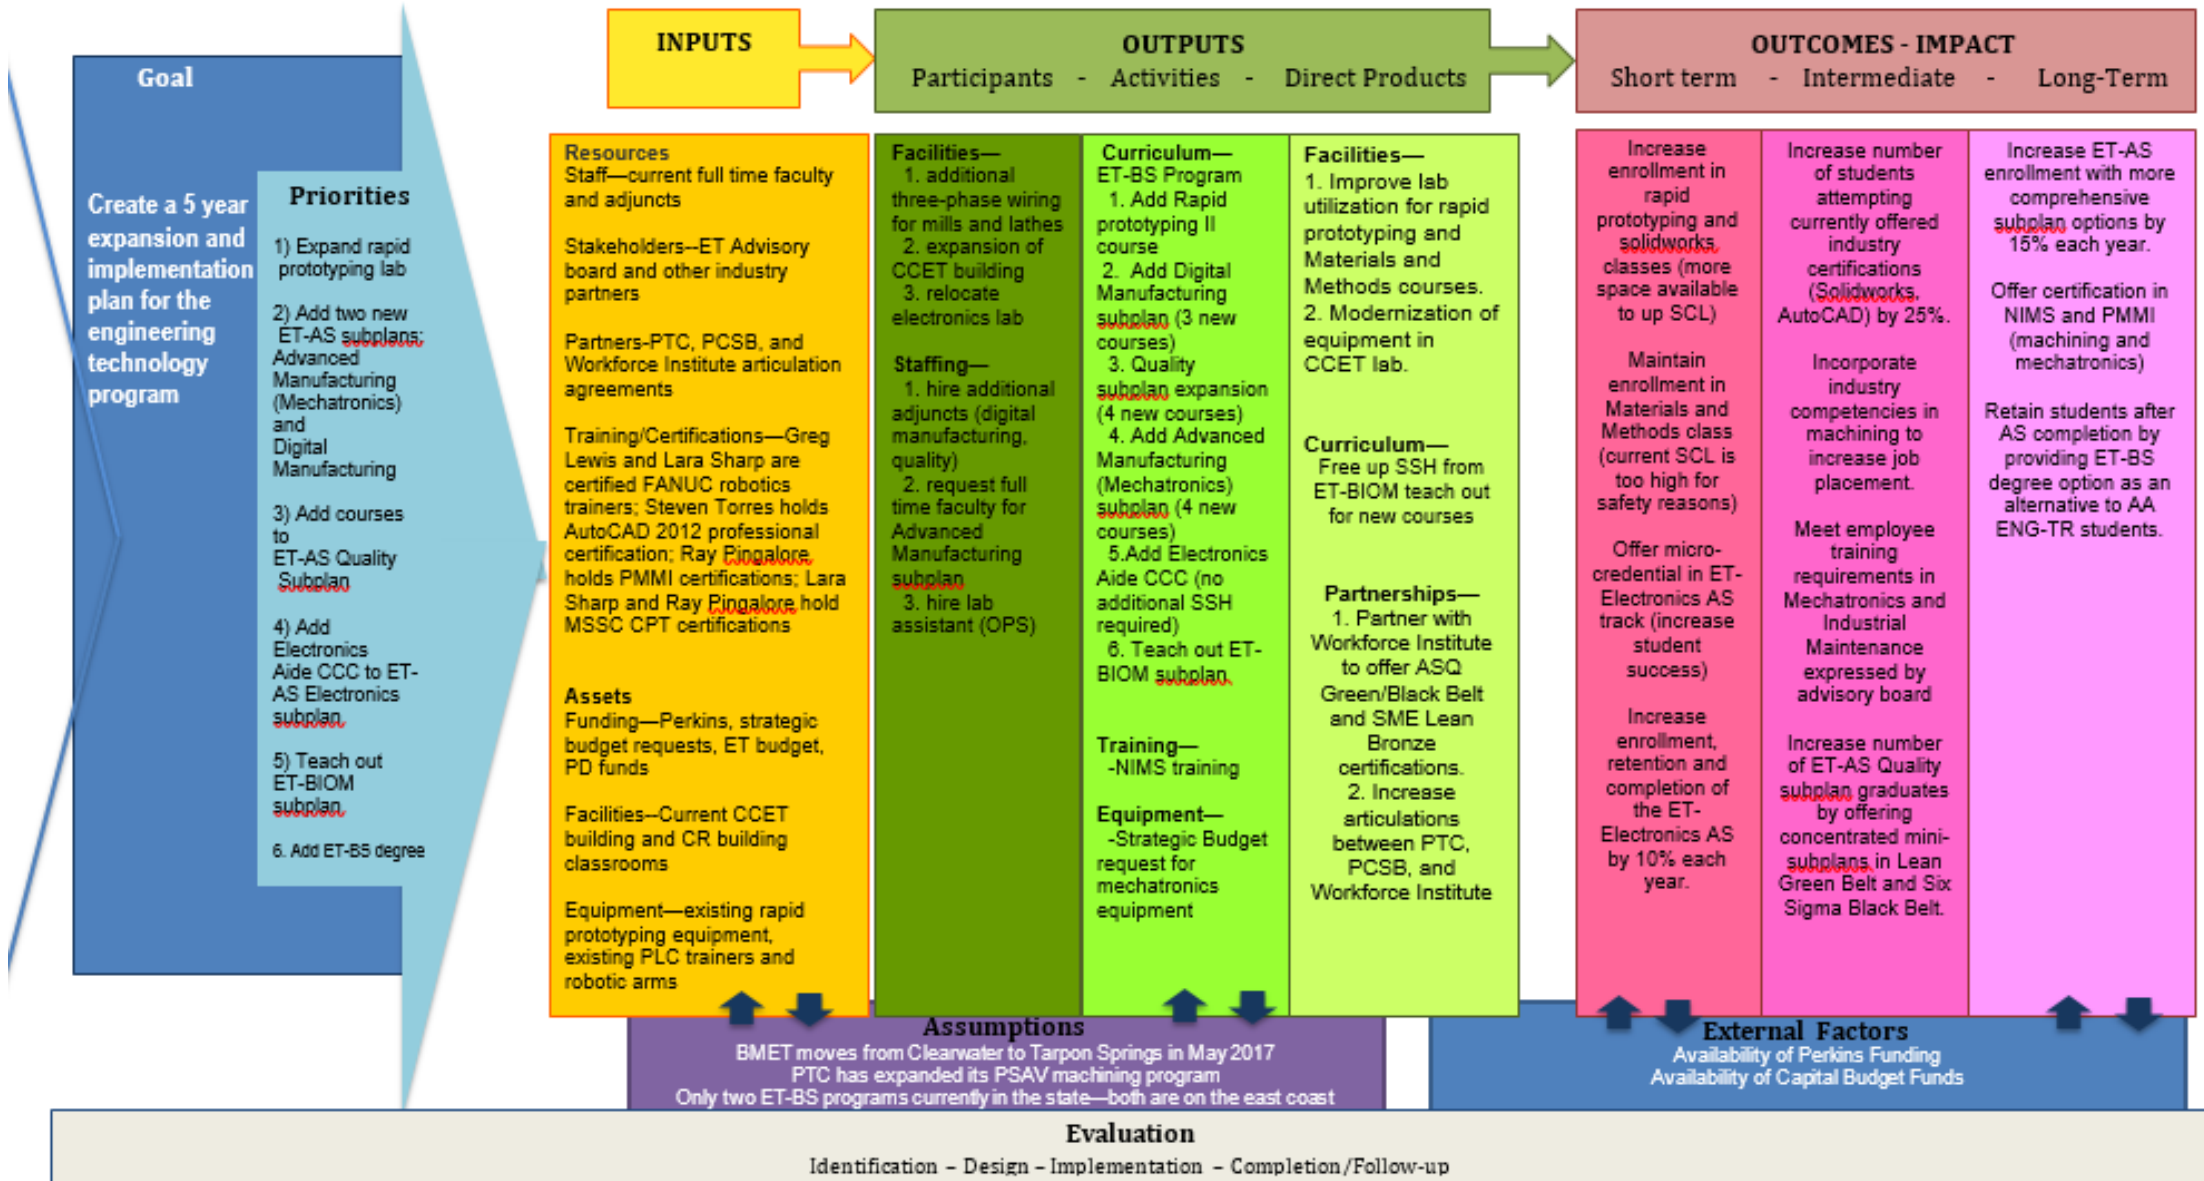 Goal
Create a 5 year
expansion and
implementation
plan for the
engineering
technology
program
Priorities
1) Expand rapid
prototyping lab
2) Add two new
ET-AS subplans;
Advanced
Manufacturing
(Mechatronics)
and
Digital
Manufacturing
3) Add courses
to
ET-AS Quality
Subplan
4) Add
Electronics
Aide CCC to ET-
AS Electronics
subplan
5) Teach out
ET-BIOM
subplan
6. Add ET-BS degree
INPUTS
Resources
Staff—current full time faculty
and adjuncts
Stakeholders--ET Advisory
board and other industry
partners
Partners-PTC, PCSB, and
Workforce Institute articulation
agreements
Training/Certifications—Greg
Lewis and Lara Sharp are
certified FANUC robotics
trainers; Steven Torres holds
AutoCAD 2012 professional
certification; Ray Pingalore
holds PMMI certifications; Lara
Sharp and Ray Pingalore hold
MSSC CPT certifications
Assets
Funding—Perkins, strategic
budget requests, ET budget,
PD funds
Facilities--Current CCET
building and CR building
classrooms
Equipment—existing rapid
prototyping equipment,
existing PLC trainers and
robotic arms
OUTPUTS
Participants - Activities - Direct Products
Facilities—
1. additional
three-phase wiring
for mills and lathes
2. expansion of
CCET building
3. relocate
electronics lab
Staffing—
1. hire additional
adjuncts (digital
manufacturing,
quality)
2. request full
time faculty for
Advanced
Manufacturing
subplan
3. hire lab
assistant (OPS)
Curriculum—
ET-BS Program
1. Add Rapid
prototyping II
course
2. Add Digital
Manufacturing
subplan (3 new
courses)
3. Quality
subplan expansion
(4 new courses)
4. Add Advanced
Manufacturing
(Mechatronics)
subplan (4 new
courses)
5.Add Electronics
Aide CCC (no
additional SSH
required)
6. Teach out ET-
BIOM subplan
Training—
-NIMS training
Equipment—
-Strategic Budget
request for
mechatronics
equipment
Facilities—
1. Improve lab
utilization for rapid
prototyping and
Materials and
Methods courses.
2. Modernization of
equipment in
CCET lab.
Curriculum—
Free up SSH from
ET-BIOM teach out
for new courses
Partnerships—
1. Partner with
Workforce Institute
to offer ASQ
Green/Black Belt
and SME Lean
Bronze
certifications.
2. Increase
articulations
between PTC,
PCSB, and
Workforce Institute
OUTCOMES - IMPACT
Short term - Intermediate - Long-Term
Increase
enrollment in
rapid
prototyping and
solidworks
classes (more
space available
to up SCL)
Maintain
enrollment in
Materials and
Methods class
(current SCL is
too high for
safety reasons)
Offer micro-
credential in ET-
Electronics AS
track (increase
student
success)
Increase
enrollment,
retention and
completion of
the ET-
Electronics AS
by 10% each
year.
Increase number
of students
attempting
currently offered
industry
certifications
(Solidworks,
AutoCAD) by 25%.
Incorporate
industry
competencies in
machining to
increase job
placement.
Meet employee
training
requirements in
Mechatronics and
Industrial
Maintenance
expressed by
advisory board
Increase number
of ET-AS Quality
subplan graduates
by offering
concentrated mini-
subplans in Lean
Green Belt and Six
Sigma Black Belt.
Increase ET-AS
enrollment with more
comprehensive
subplan options by
15% each year.
Offer certification in
NIMS and PMMI
(machining and
mechatronics)
Retain students after
AS completion by
providing ET-BS
degree option as an
alternative to AA
ENG-TR students.
Assumptions
BMET moves from Clearwater to Tarpon Springs in May 2017
PTC has expanded its PSAV machining program
Only two ET-BS programs currently in the state—both are on the east coast
External Factors
Availability of Perkins Funding
Availability of Capital Budget Funds
Evaluation
Identification – Design – Implementation – Completion/Follow-up